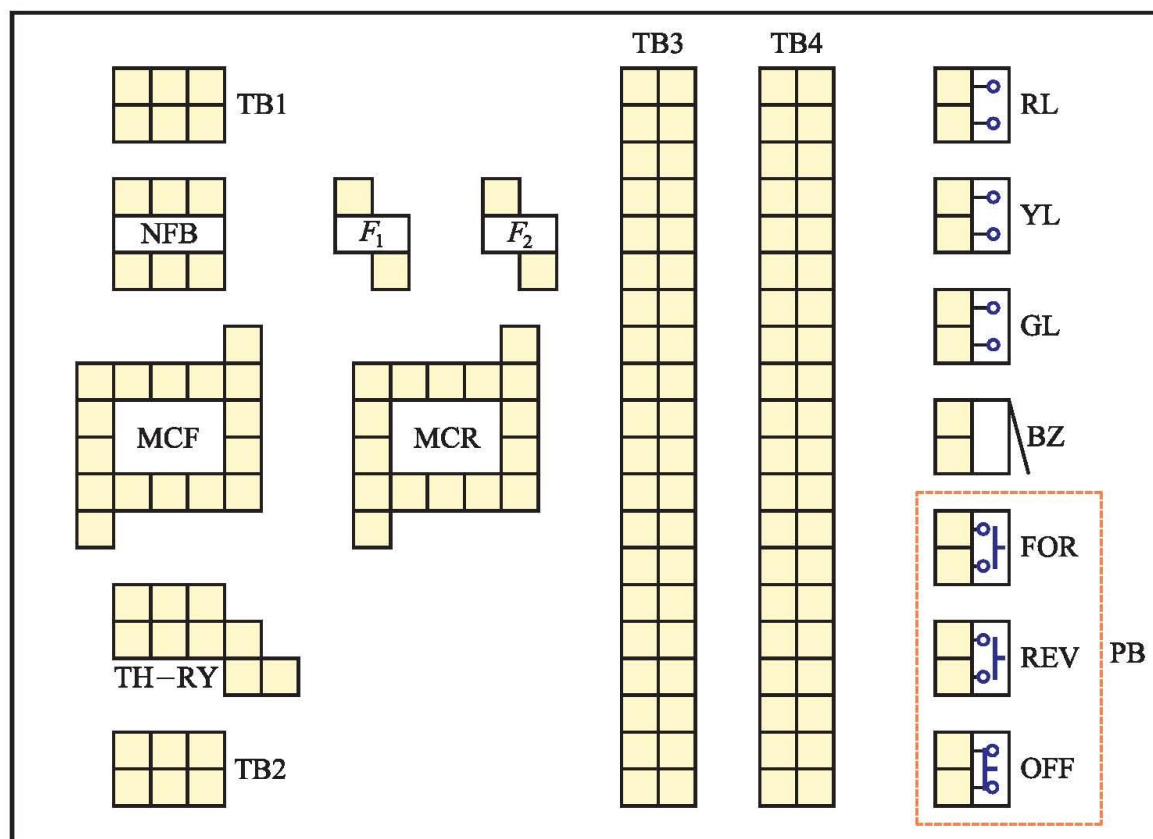 TB3 TB4
TB1 RL
NFB F₁ F₂ YL
GL
MCF MCR BZ
FOR
TH−RY REV PB
TB2 OFF